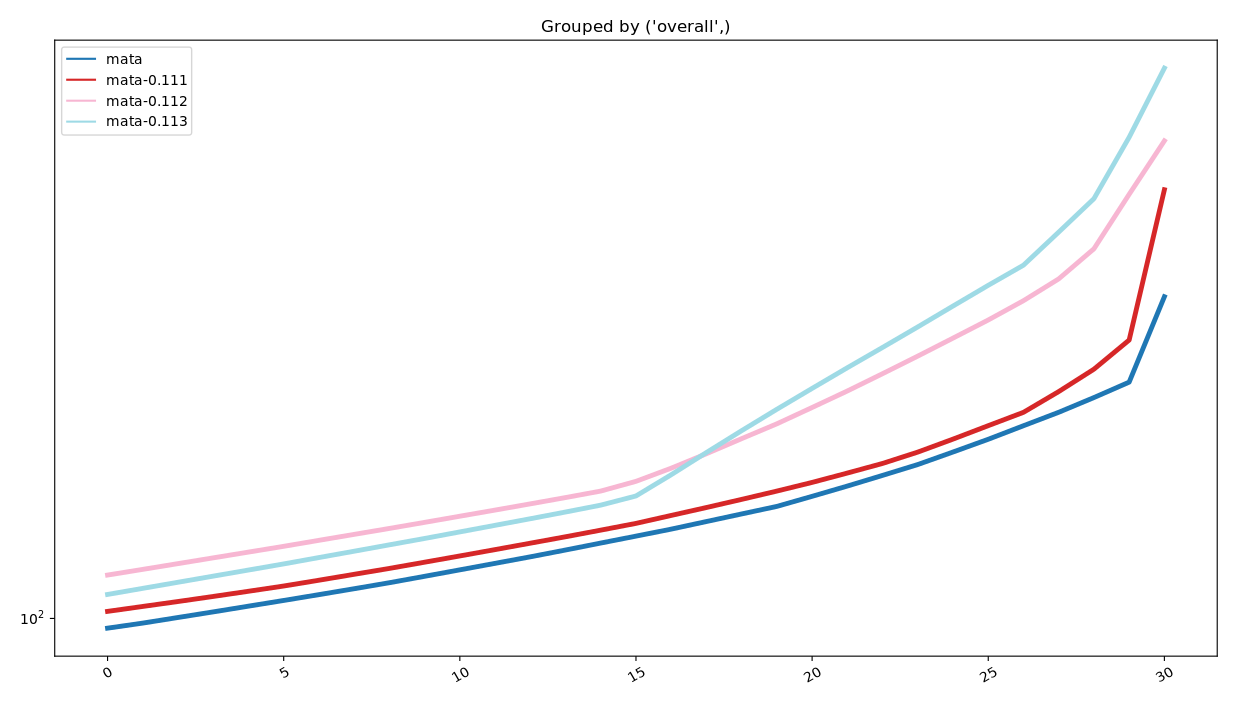 Grouped by ('overall',)
mata
mata-0.111
mata-0.112
mata-0.113
10²
0 5 10 15 20 25 30